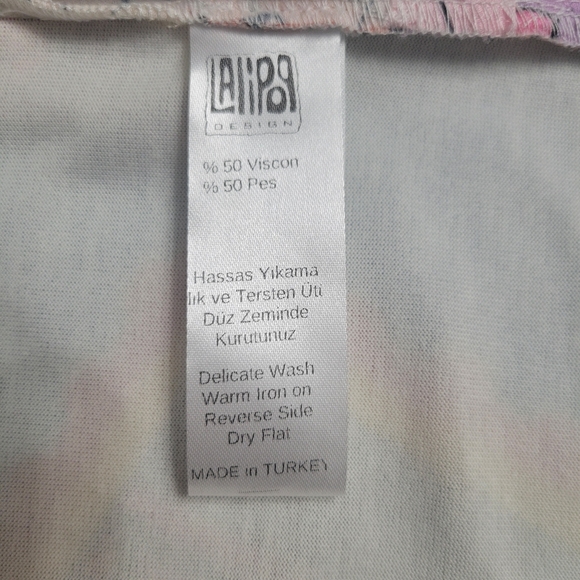 Lalipop
DESIGN
% 50 Viscon
% 50 Pes
Hassas Yıkama
Ilık ve Tersten Üti
Düz Zeminde
Kurutunuz
Delicate Wash
Warm Iron on
Reverse Side
Dry Flat
MADE in TURKEY